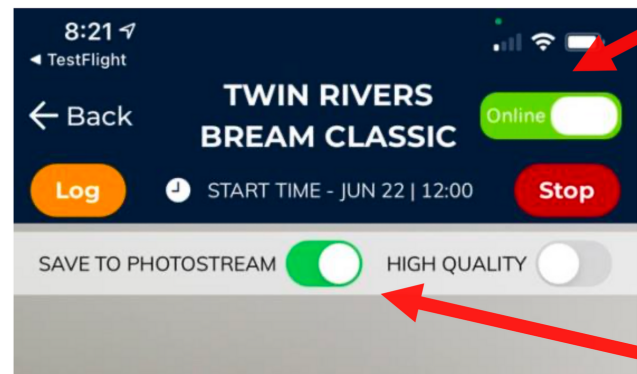 8:21
◀ TestFlight
← Back
TWIN RIVERS
BREAM CLASSIC
Online
Log
START TIME - JUN 22 | 12:00
Stop
SAVE TO PHOTOSTREAM
HIGH QUALITY